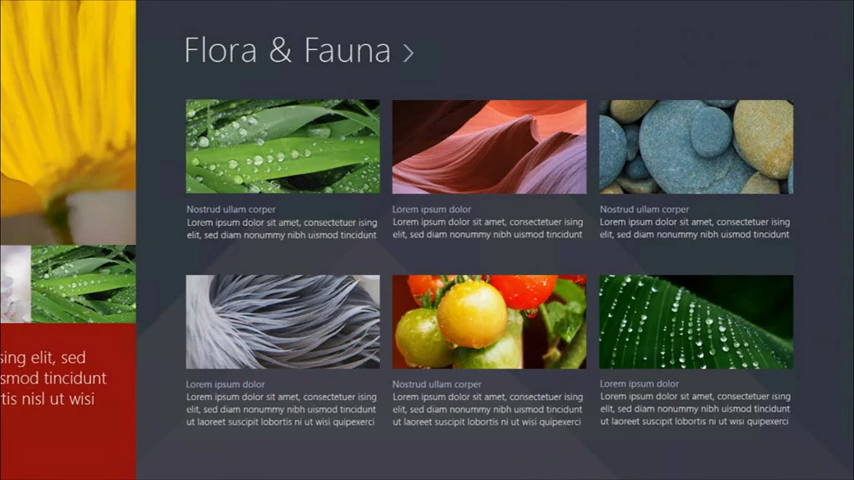 Flora & Fauna >
Nostrud ullam corper
Lorem ipsum dolor sit amet, consectetuer ising
elit, sed diam nonummy nibh uismod tincidunt
Lorem ipsum dolor
Lorem ipsum dolor sit amet, consectetuer ising
elit, sed diam nonummy nibh uismod tincidunt
Nostrud ullam corper
Lorem ipsum dolor sit amet, consectetuer ising
elit, sed diam nonummy nibh uismod tincidunt
Lorem ipsum dolor
Lorem ipsum dolor sit amet, consectetuer ising
elit, sed diam nonummy nibh uismod tincidunt
ut laoreet suscipit lobortis ni ut wisi quipexerci
Nostrud ullam corper
Lorem ipsum dolor sit amet, consectetuer ising
elit, sed diam nonummy nibh uismod tincidunt
ut laoreet suscipit lobortis ni ut wisi quipexerci
Lorem ipsum dolor
Lorem ipsum dolor sit amet, consectetuer ising
elit, sed diam nonummy nibh uismod tincidunt
ut laoreet suscipit lobortis ni ut wisi quipexerci
sing elit, sed
smod tincidunt
rtis nisl ut wisi